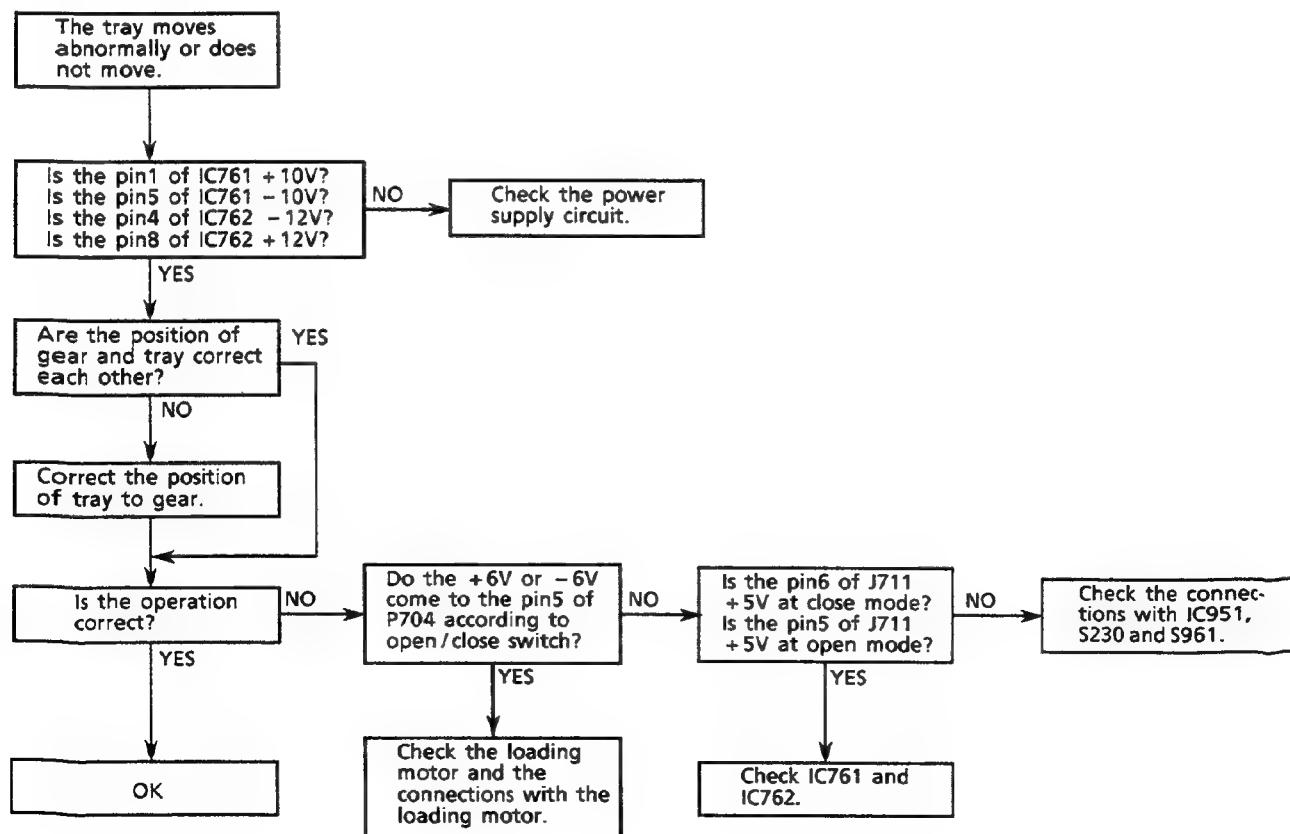 The tray moves
abnormally or does
not move.
Is the pin1 of IC761 +10V?
Is the pin5 of IC761 −10V?
Is the pin4 of IC762 −12V?
Is the pin8 of IC762 +12V?
NO
Check the power
supply circuit.
YES
Are the position of
gear and tray correct
each other?
YES
NO
Correct the position
of tray to gear.
Is the operation
correct?
NO
Do the +6V or −6V
come to the pin5 of
P704 according to
open/close switch?
NO
Is the pin6 of J711
+5V at close mode?
Is the pin5 of J711
+5V at open mode?
NO
Check the connec-
tions with IC951,
S230 and S961.
YES
YES
YES
OK
Check the loading
motor and the
connections with the
loading motor.
Check IC761 and
IC762.